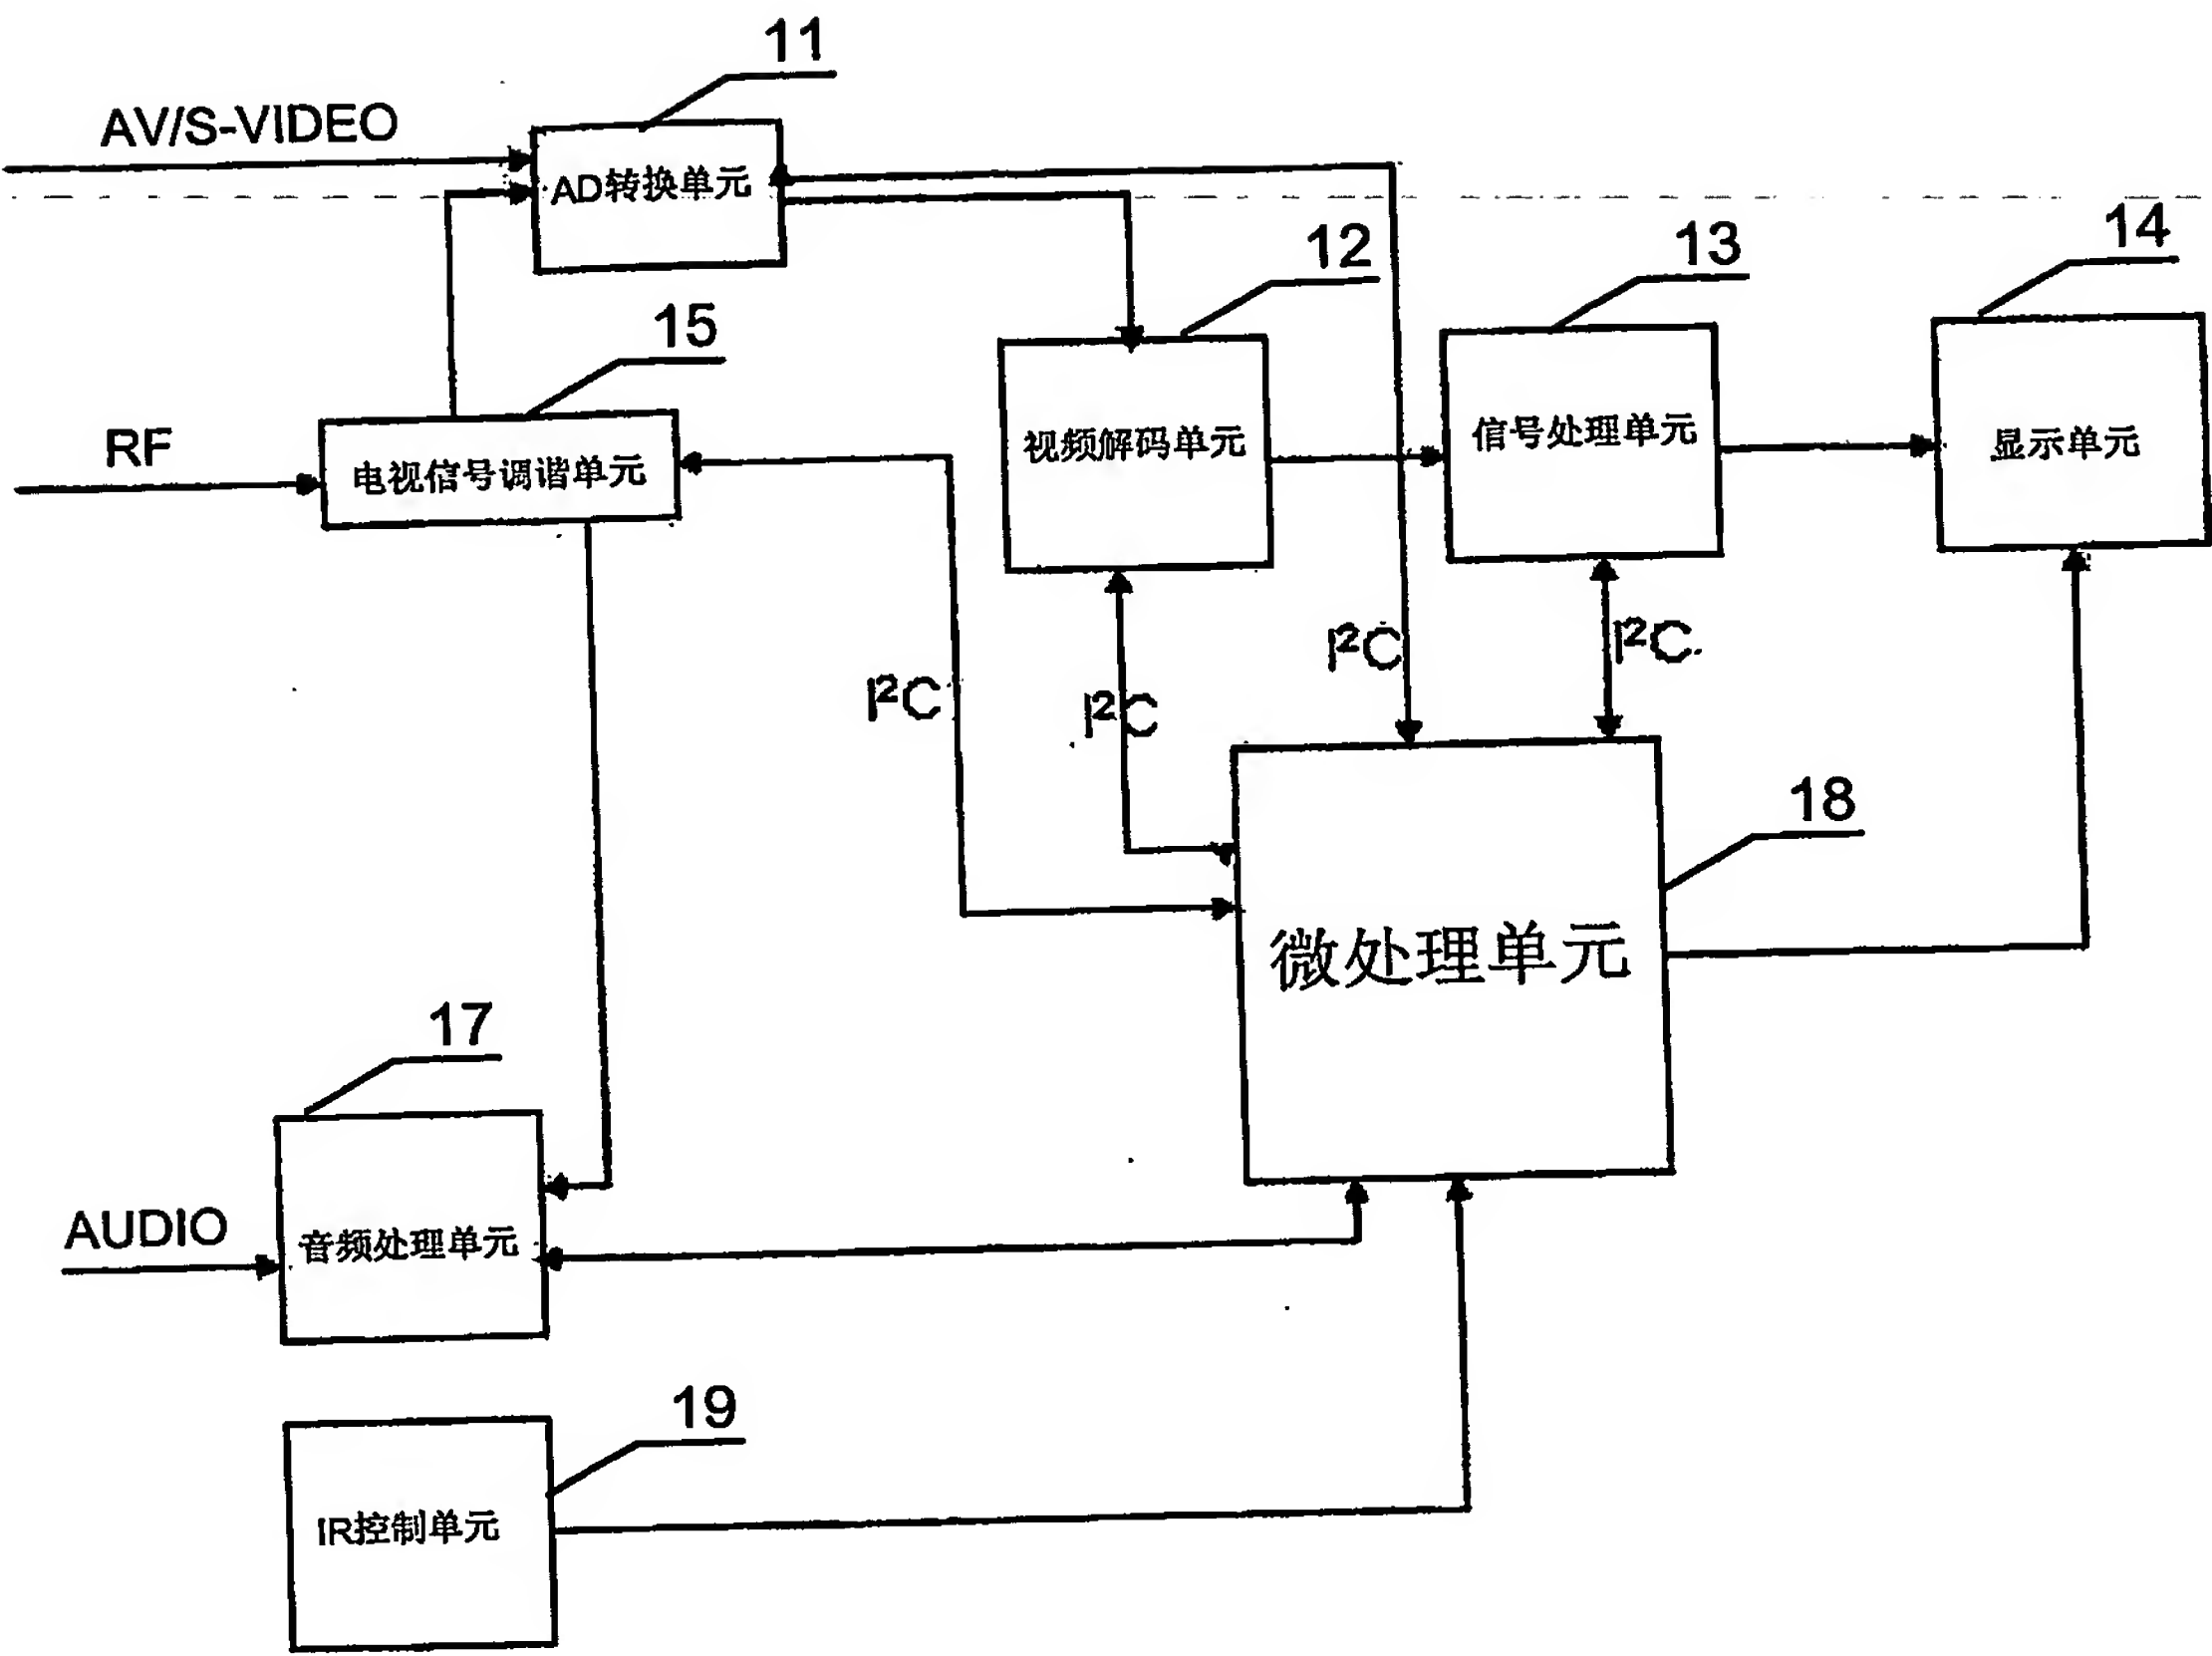 11
AV/S-VIDEO
AD转换单元
12
13
14
15
RF
电视信号调谐单元
视频解码单元
信号处理单元
显示单元
I²C
I²C
I²C
I²C
18
微处理单元
17
AUDIO
音频处理单元
19
IR控制单元